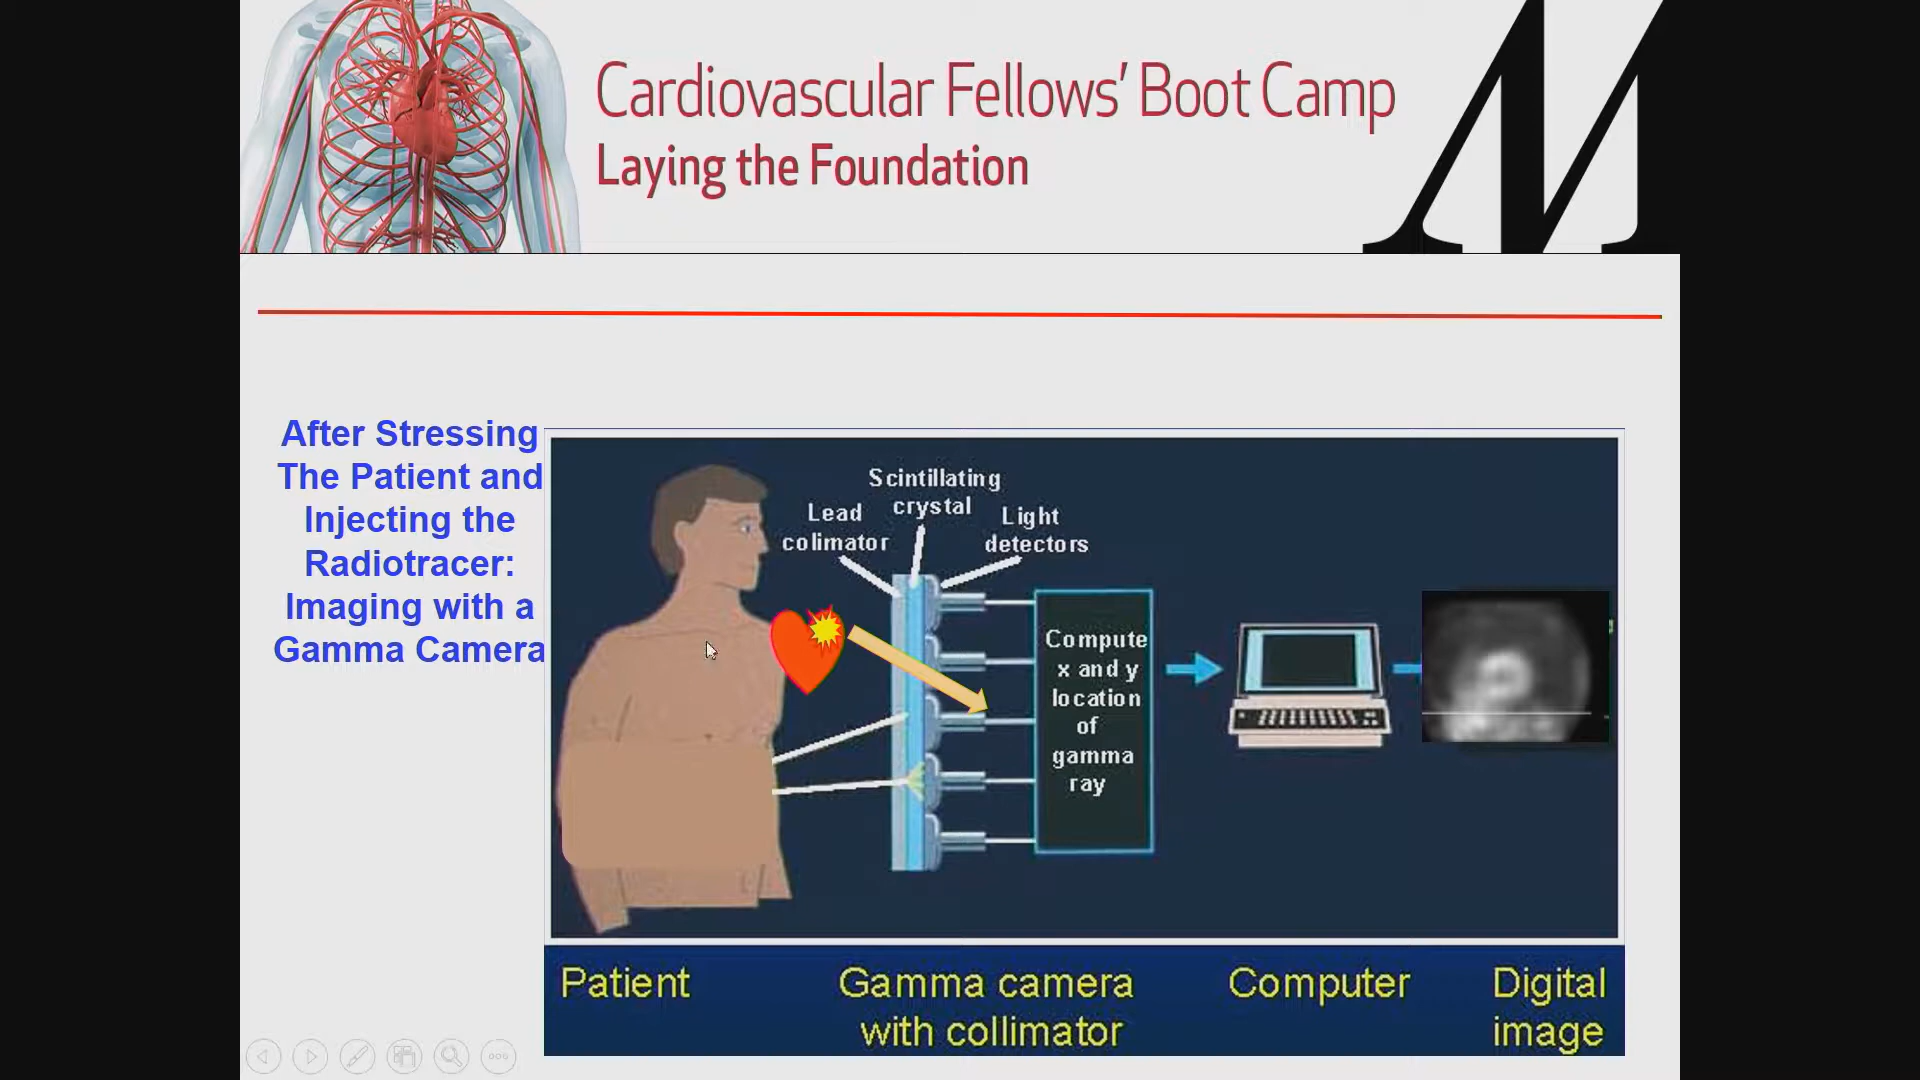 Cardiovascular Fellows' Boot Camp
Laying the Foundation
M
After Stressing
The Patient and
Injecting the
Radiotracer:
Imaging with a
Gamma Camera
Scintillating
crystal
Lead
colimator
Light
detectors
Compute
x and y
location
of
gamma
ray
Patient
Gamma camera
with collimator
Computer
Digital
image